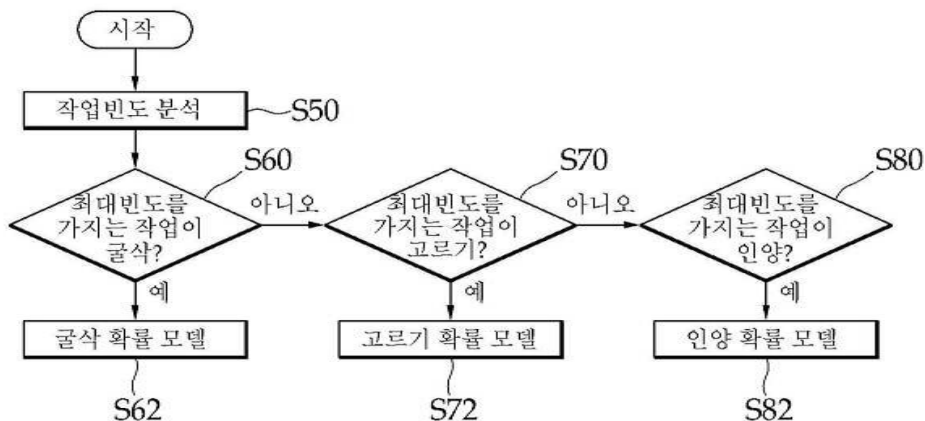 시작
작업빈도 분석
S50
S60
최대빈도를
가지는 작업이
굴삭?
아니오
예
굴삭 확률 모델
S62
S70
최대빈도를
가지는 작업이
고르기?
아니오
예
고르기 확률 모델
S72
S80
최대빈도를
가지는 작업이
인양?
예
인양 확률 모델
S82